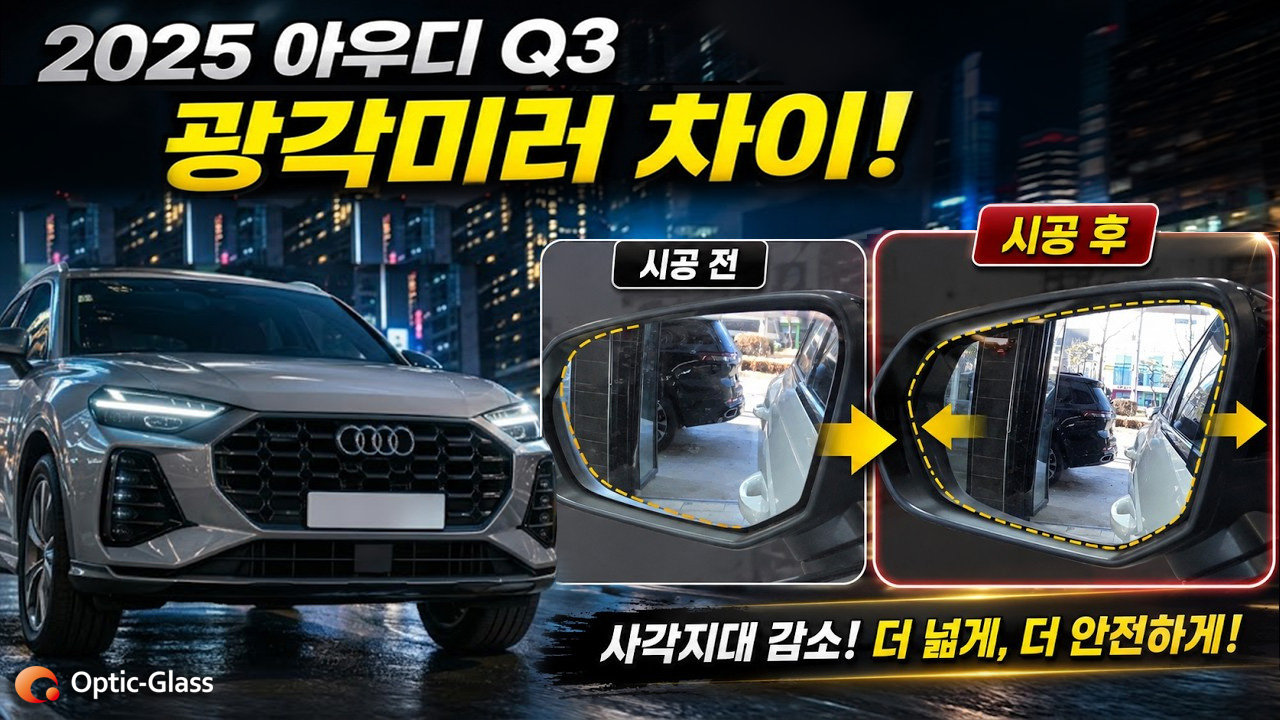 2025 아우디 Q3
광각미러 차이!
시공 전
시공 후
사각지대 감소! 더 넓게, 더 안전하게!
Optic-Glass